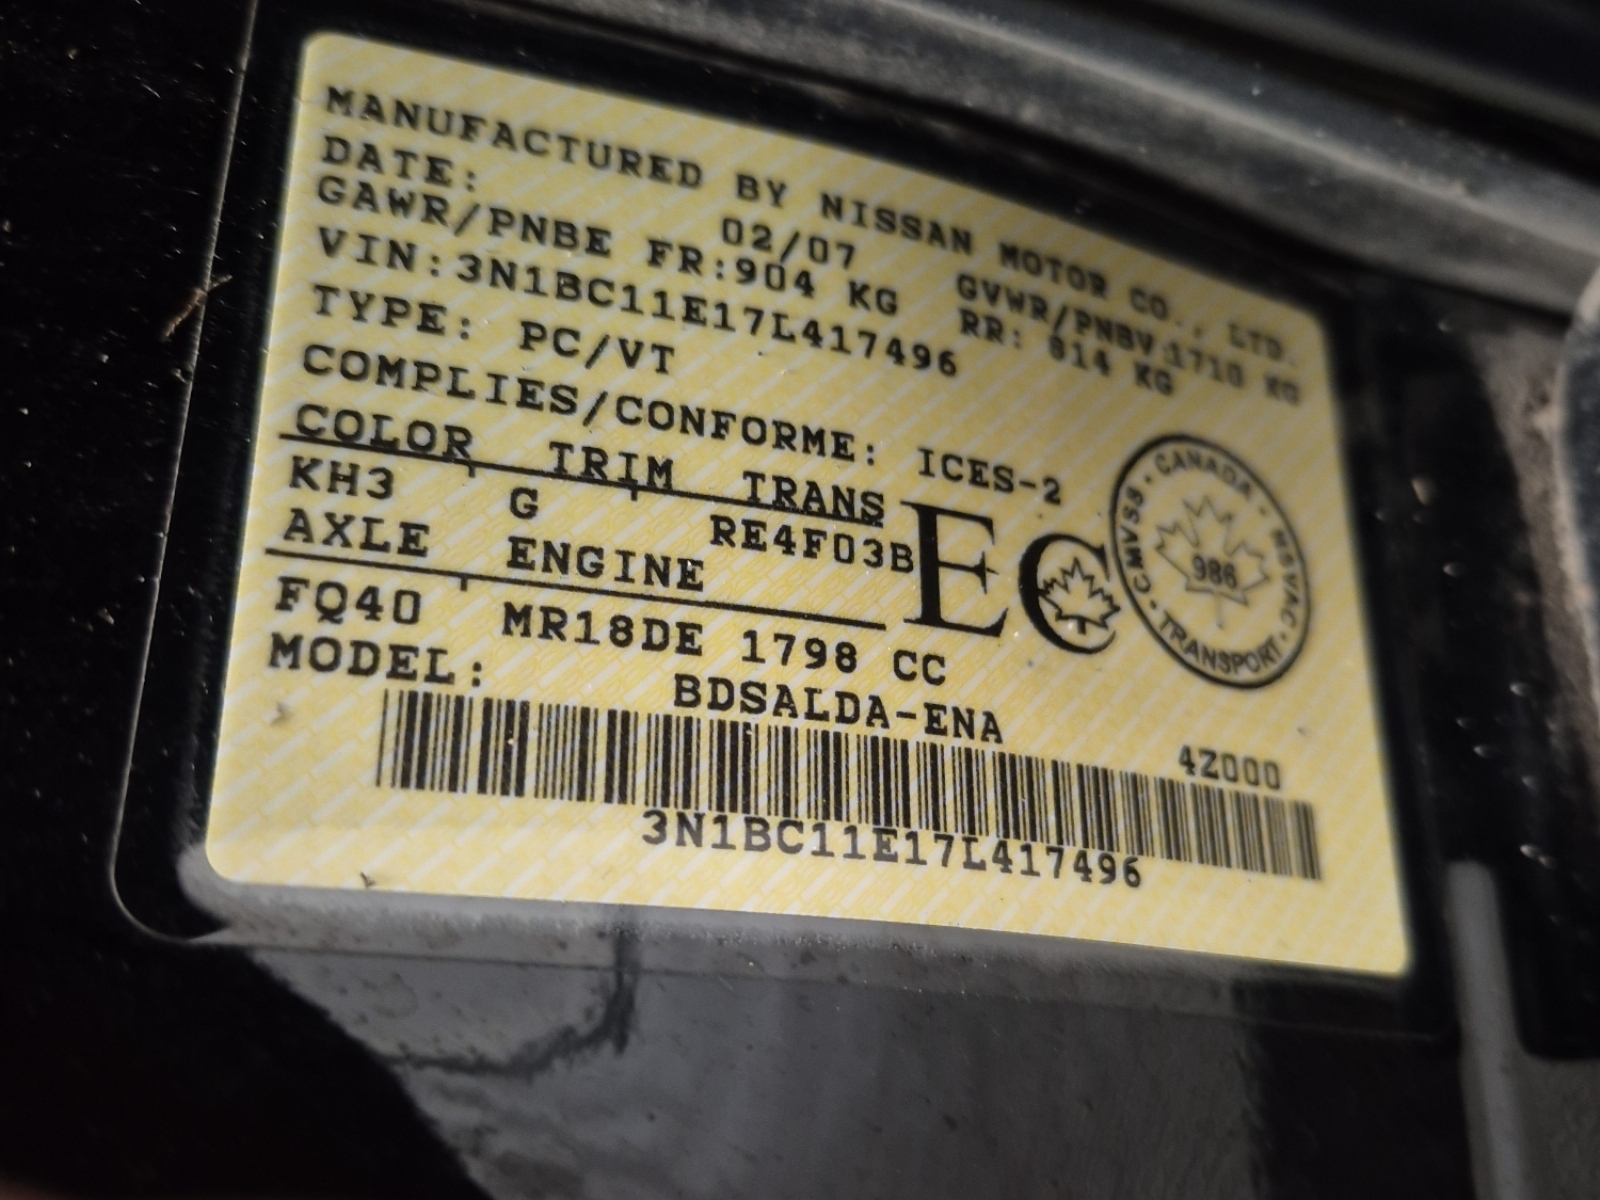 MANUFACTURED BY NISSAN MOTOR CO., LTD.
DATE: 02/07 GVWR/PNBV:1710 KG
GAWR/PNBE FR:904 KG RR: 814 KG
VIN:3N1BC11E17L417496
TYPE: PC/VT
COMPLIES/CONFORME: ICES-2
COLOR TRIM TRANS
KH3 G RE4F03B
AXLE ENGINE
FQ40 MR18DE 1798 CC
MODEL: BDSALDA-ENA
EC
CANADA · NSVAC · TRANSPORT · CMVSS ·
986
4Z000
3N1BC11E17L417496